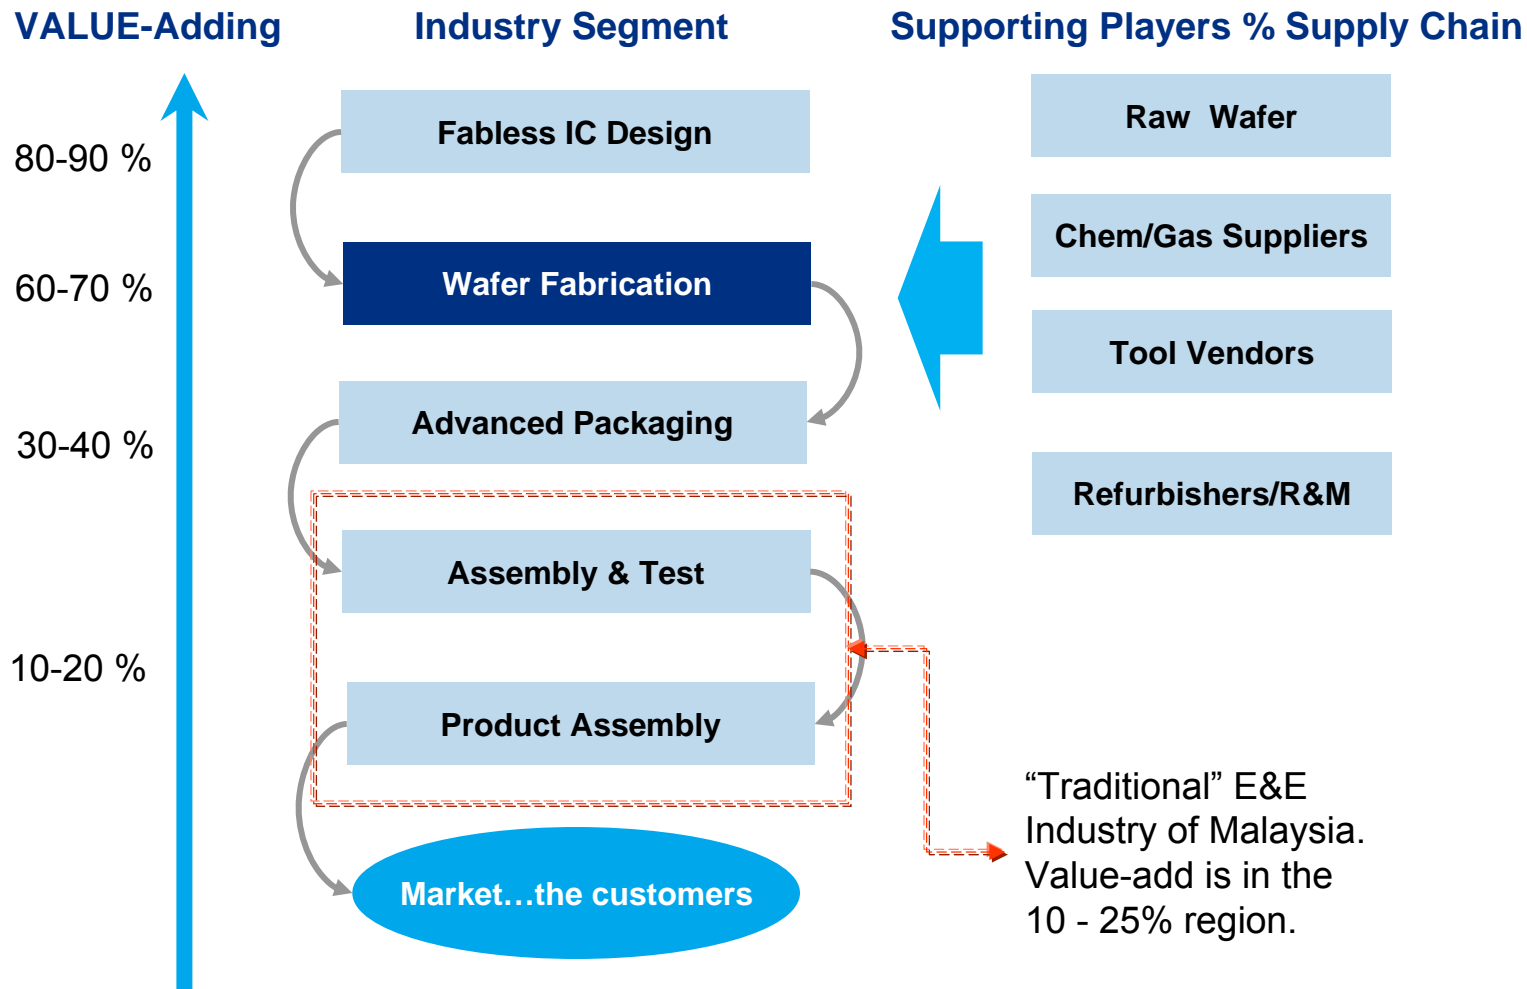 VALUE-Adding
Industry Segment
Supporting Players % Supply Chain
80-90 %
60-70 %
30-40 %
10-20 %
Fabless IC Design
Wafer Fabrication
Advanced Packaging
Assembly & Test
Product Assembly
Market…the customers
Raw Wafer
Chem/Gas Suppliers
Tool Vendors
Refurbishers/R&M
“Traditional” E&E
Industry of Malaysia.
Value-add is in the
10 - 25% region.